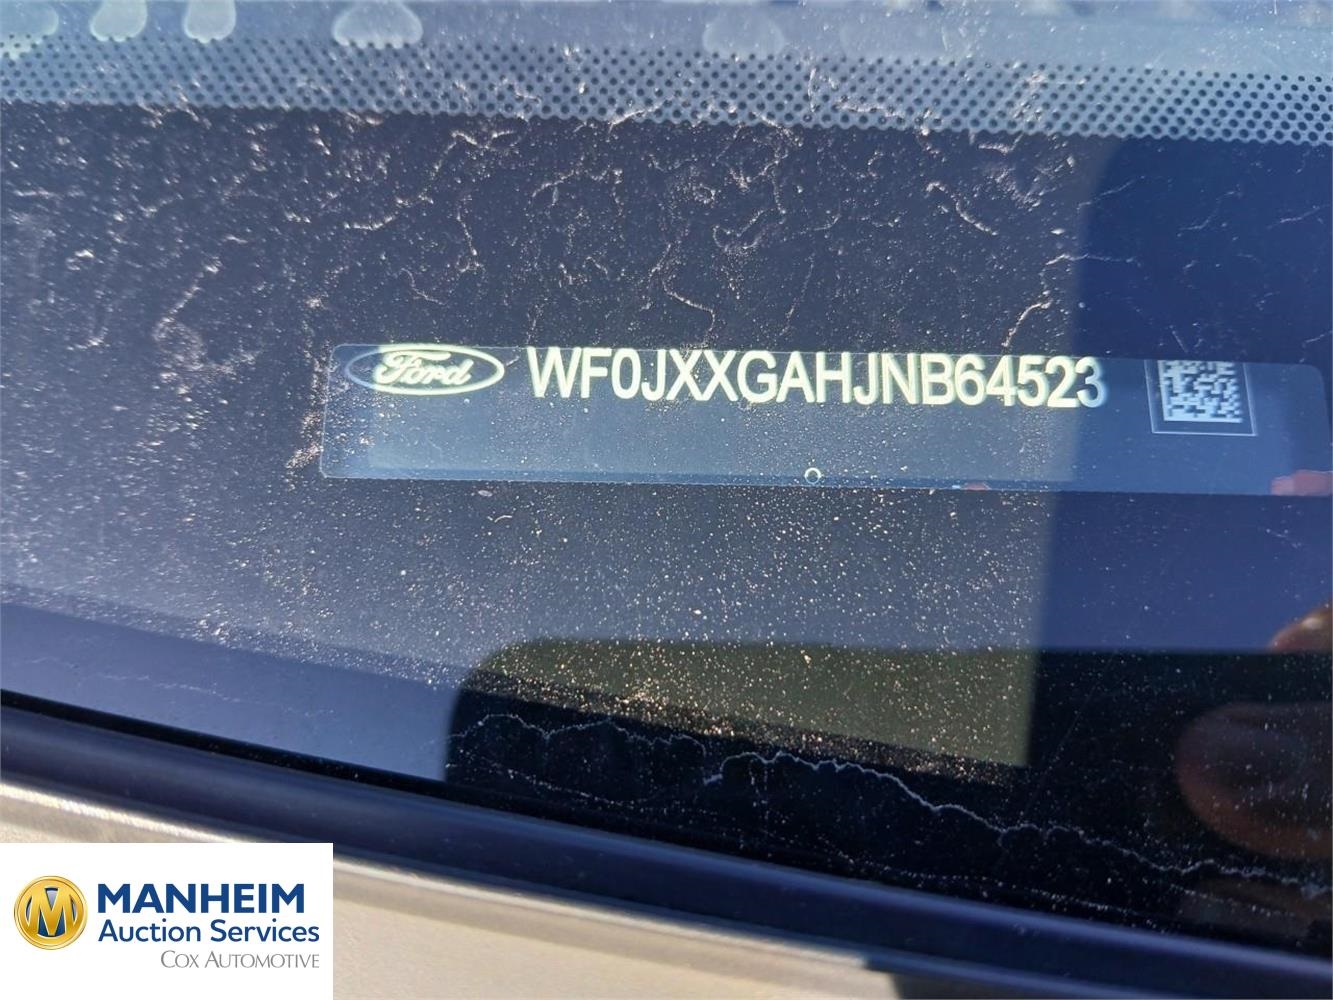 Ford WF0JXXGAHJNB64523
MANHEIM
Auction Services
COX AUTOMOTIVE